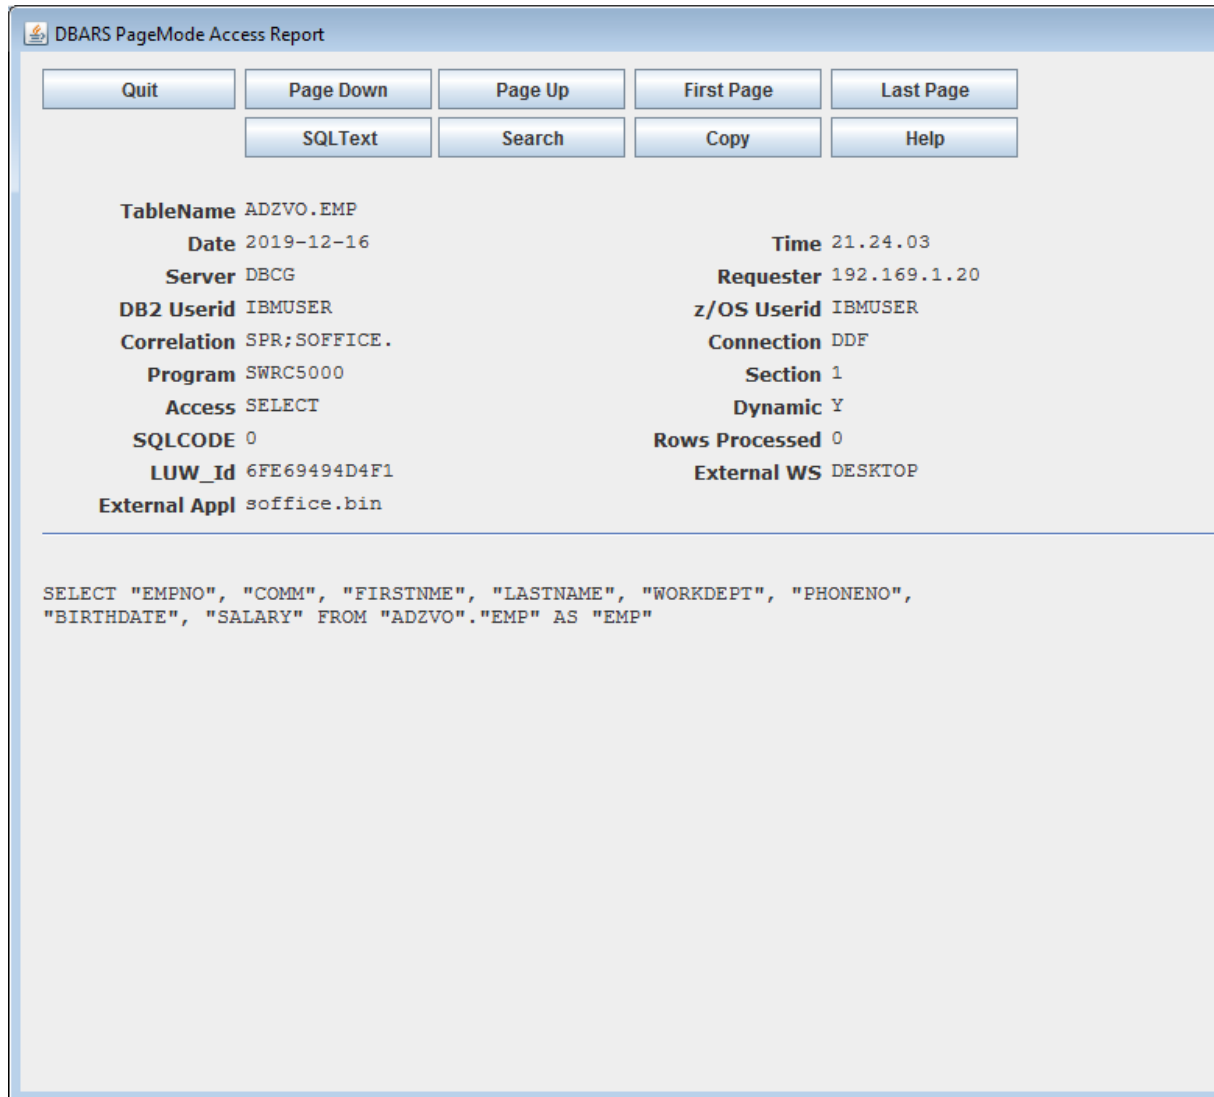 DBARS PageMode Access Report
Quit Page Down Page Up First Page Last Page
SQLText Search Copy Help
TableName ADZVO.EMP
Date 2019-12-16 Time 21.24.03
Server DBCG Requester 192.169.1.20
DB2 Userid IBMUSER z/OS Userid IBMUSER
Correlation SPR;SOFFICE. Connection DDF
Program SWRC5000 Section 1
Access SELECT Dynamic Y
SQLCODE 0 Rows Processed 0
LUW_Id 6FE69494D4F1 External WS DESKTOP
External Appl soffice.bin
SELECT "EMPNO", "COMM", "FIRSTNME", "LASTNAME", "WORKDEPT", "PHONENO",
"BIRTHDATE", "SALARY" FROM "ADZVO"."EMP" AS "EMP"